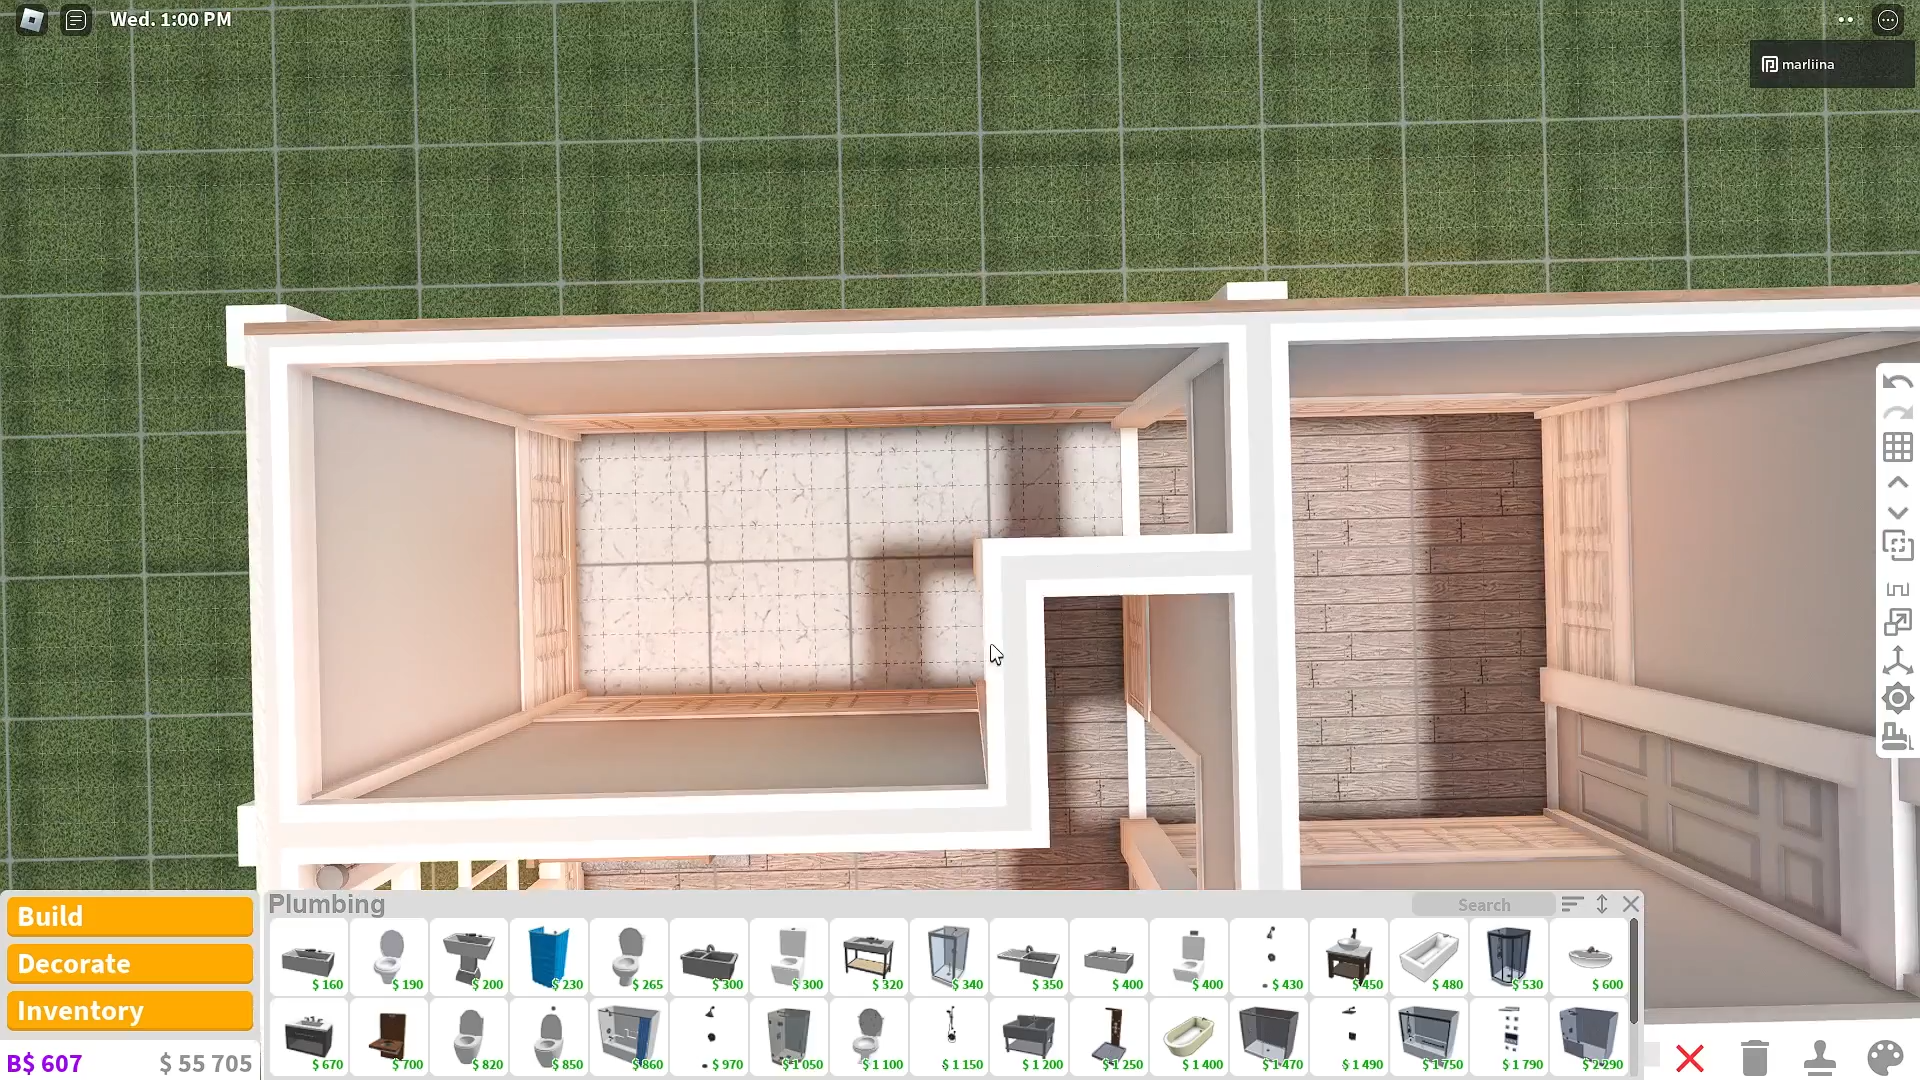 Wed. 1:00 PM
marliina
Build
Decorate
Inventory
B$ 607
$ 55 705
Plumbing
Search
$ 160
$ 190
$ 200
$ 230
$ 265
$ 300
$ 300
$ 320
$ 340
$ 350
$ 400
$ 400
$ 430
$ 450
$ 480
$ 530
$ 600
$ 670
$ 700
$ 820
$ 850
$ 860
$ 970
$ 1 050
$ 1 100
$ 1 150
$ 1 200
$ 1 250
$ 1 400
$ 1 470
$ 1 490
$ 1 750
$ 1 790
$ 2 290